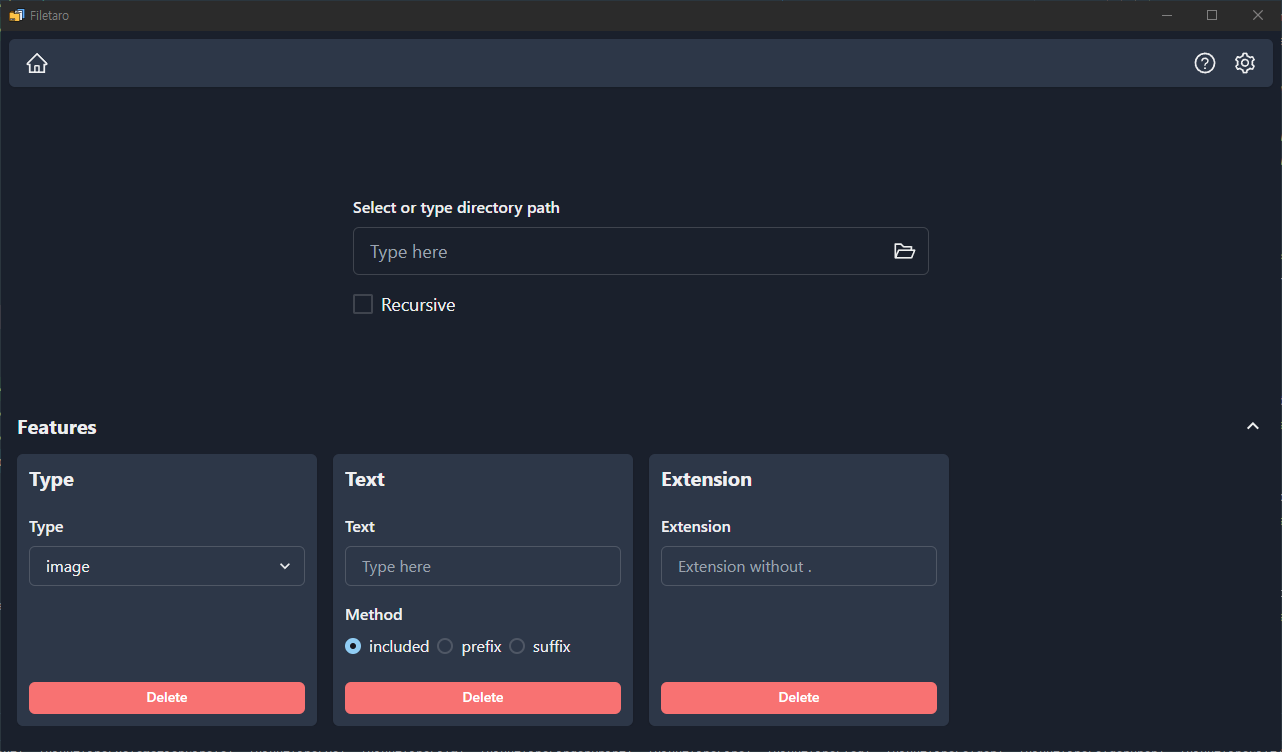 Filetaro
Select or type directory path
Type here
Recursive
Features
Type
Type
image
Delete
Text
Text
Type here
Method
included prefix suffix
Delete
Extension
Extension
Extension without .
Delete